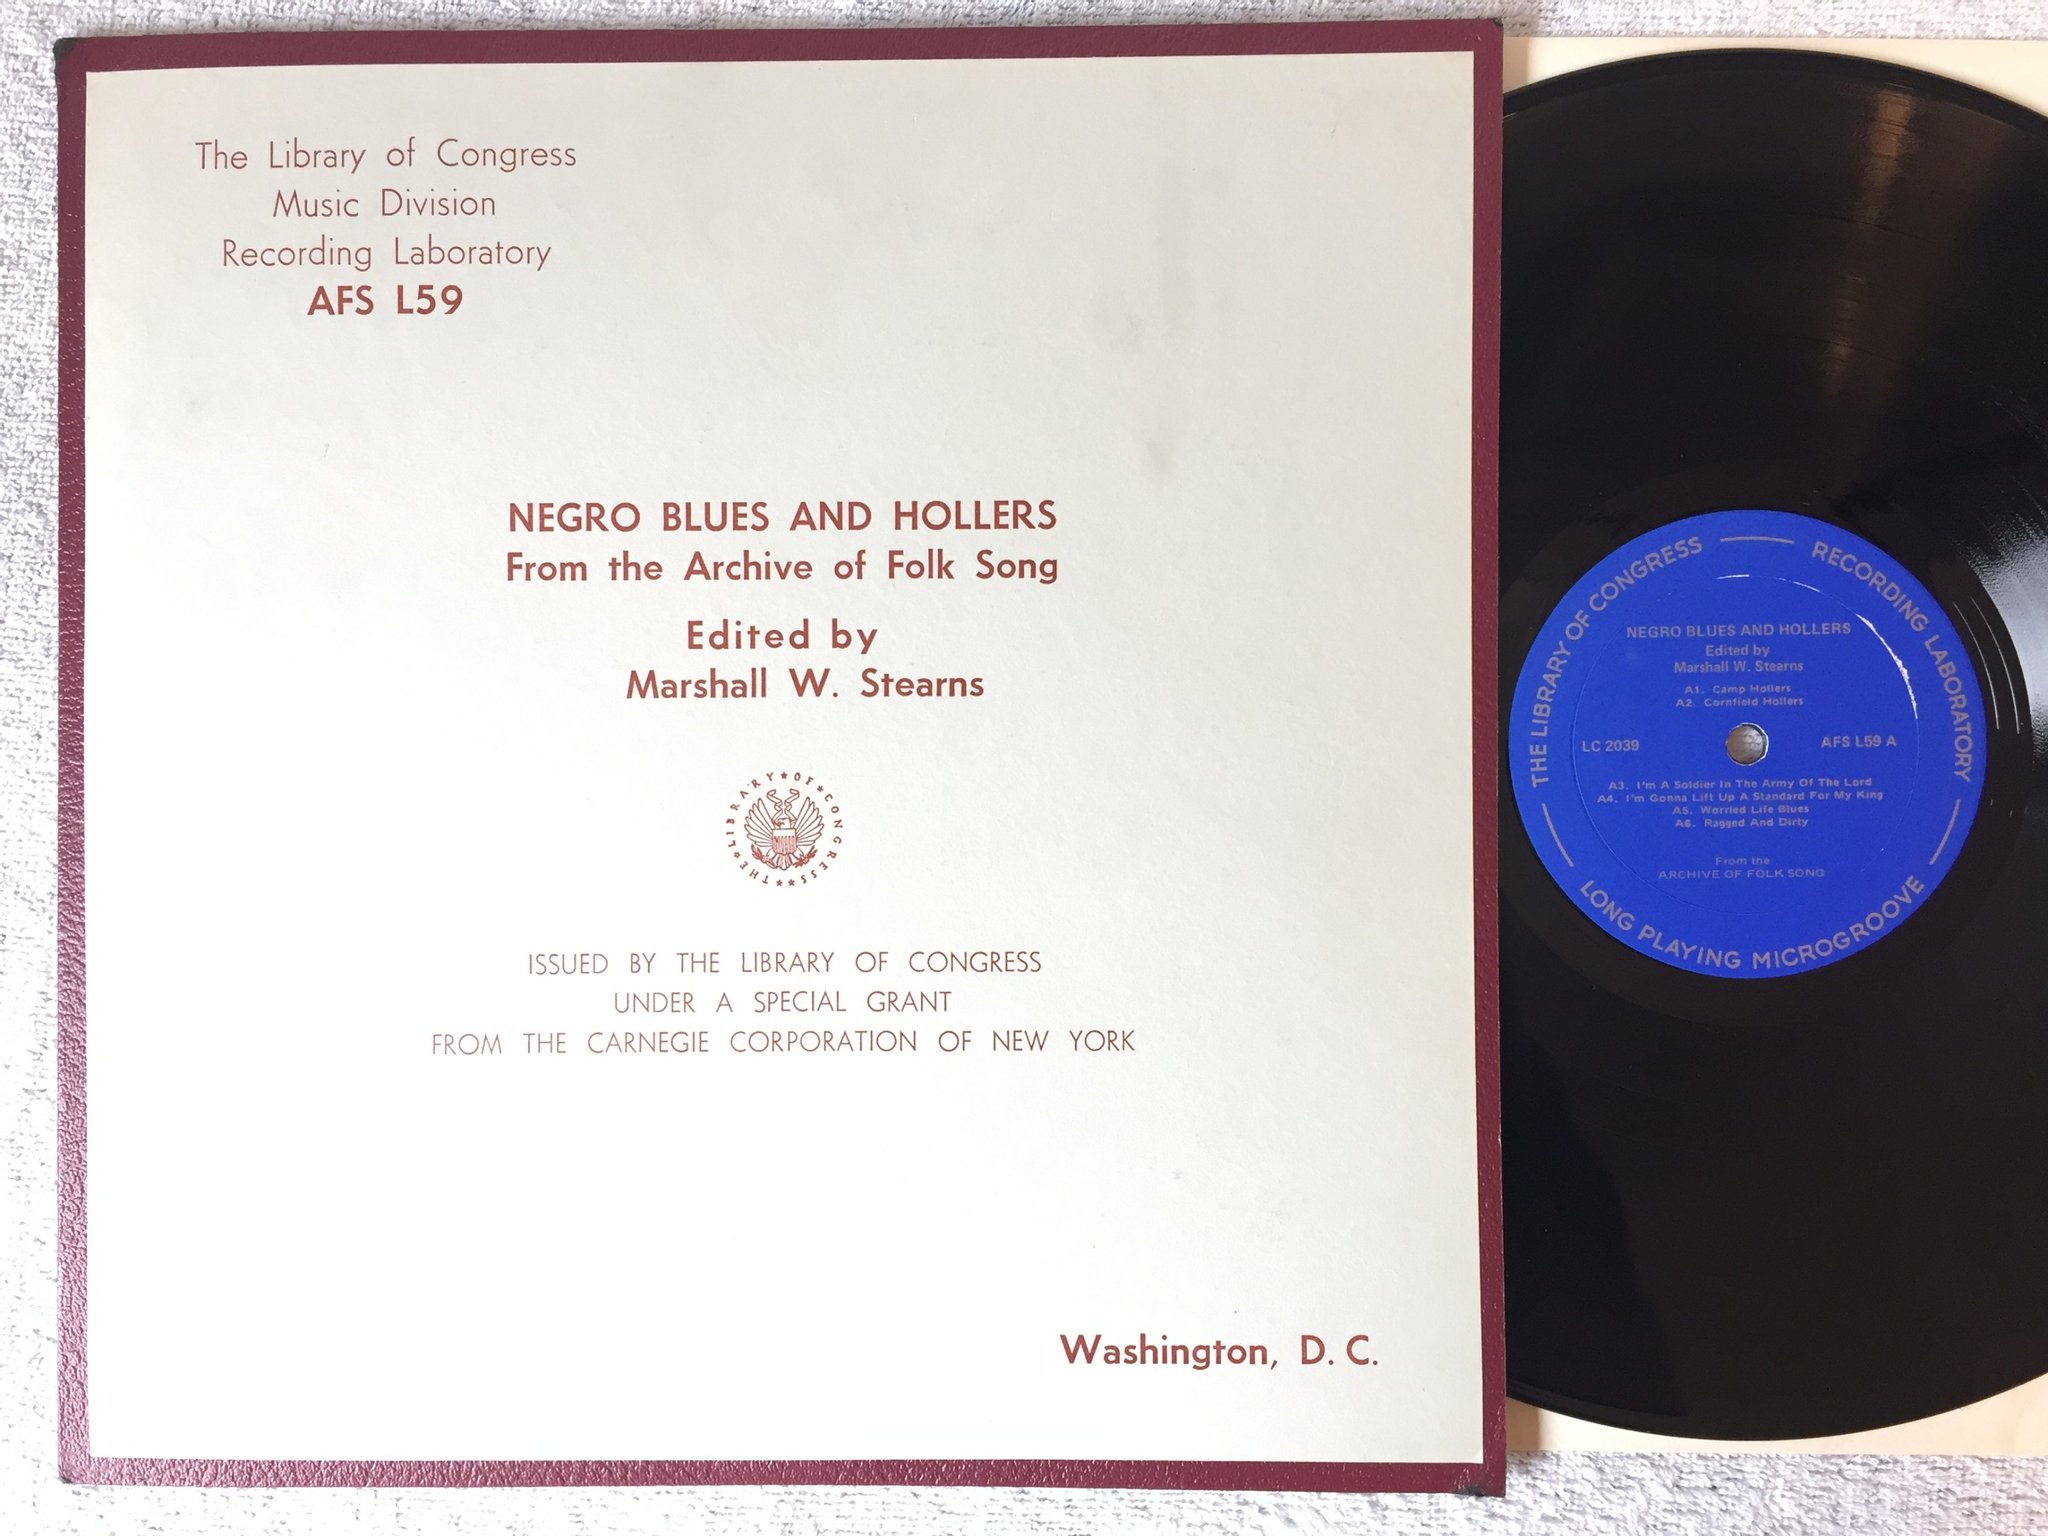 The Library of Congress
Music Division
Recording Laboratory
AFS L59
NEGRO BLUES AND HOLLERS
From the Archive of Folk Song
Edited by
Marshall W. Stearns
THE★LIBRARY★OF★CONGRESS★★
ISSUED BY THE LIBRARY OF CONGRESS
UNDER A SPECIAL GRANT
FROM THE CARNEGIE CORPORATION OF NEW YORK
Washington, D. C.
THE LIBRARY OF CONGRESS — RECORDING LABORATORY
NEGRO BLUES AND HOLLERS
Edited by
Marshall W. Stearns
A1. Camp Hollers
A2. Cornfield Hollers
LC 2039
AFS L59 A
A3. I'm A Soldier In The Army Of The Lord
A4. I'm Gonna Lift Up A Standard For My King
A5. Worried Life Blues
A6. Ragged And Dirty
From the
ARCHIVE OF FOLK SONG
LONG PLAYING MICROGROOVE